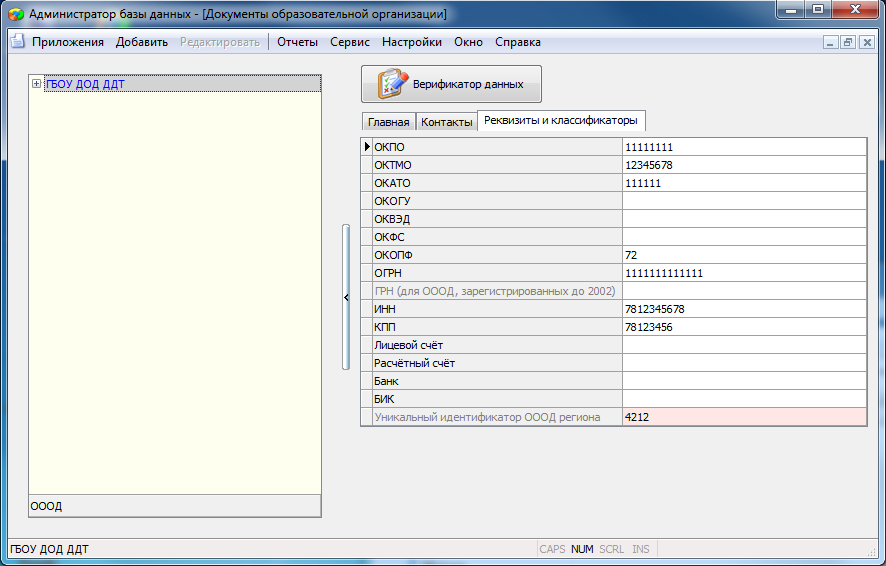 Администратор базы данных - [Документы образовательной организации]
Приложения Добавить Редактировать Отчеты Сервис Настройки Окно Справка
ГБОУ ДОД ДДТ
Верификатор данных
Главная Контакты Реквизиты и классификаторы
ОКПО 11111111
ОКТМО 12345678
ОКАТО 111111
ОКОГУ
ОКВЭД
ОКФС
ОКОПФ 72
ОГРН 1111111111111
ГРН (для ОООД, зарегистрированных до 2002)
ИНН 7812345678
КПП 78123456
Лицевой счёт
Расчётный счёт
Банк
БИК
Уникальный идентификатор ОООД региона 4212
ОООД
ГБОУ ДОД ДДТ CAPS NUM SCRL INS